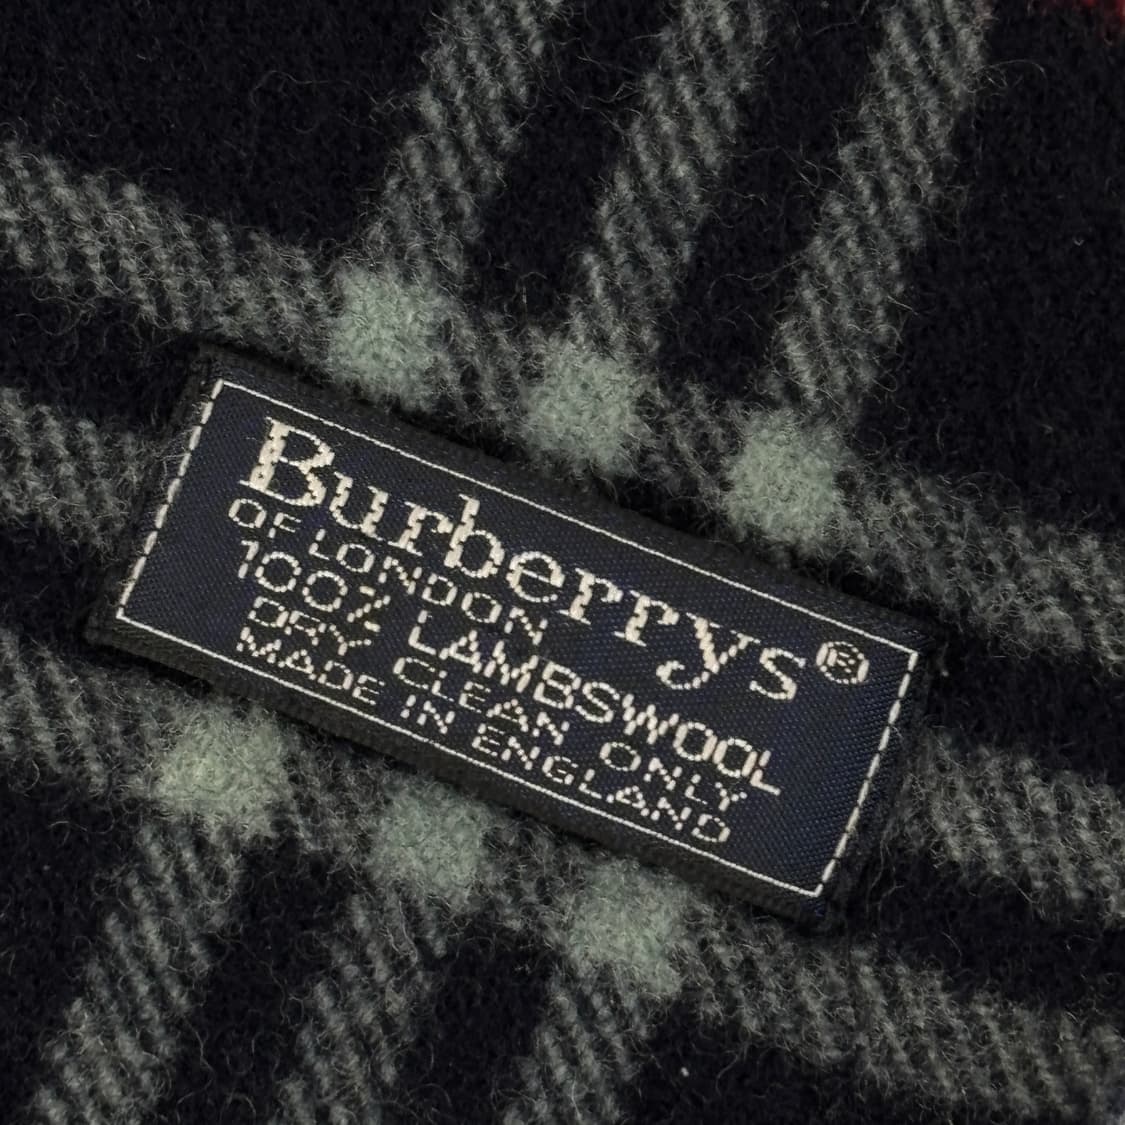 Burberrys®
OF LONDON
100% LAMBSWOOL
DRY CLEAN ONLY
MADE IN ENGLAND